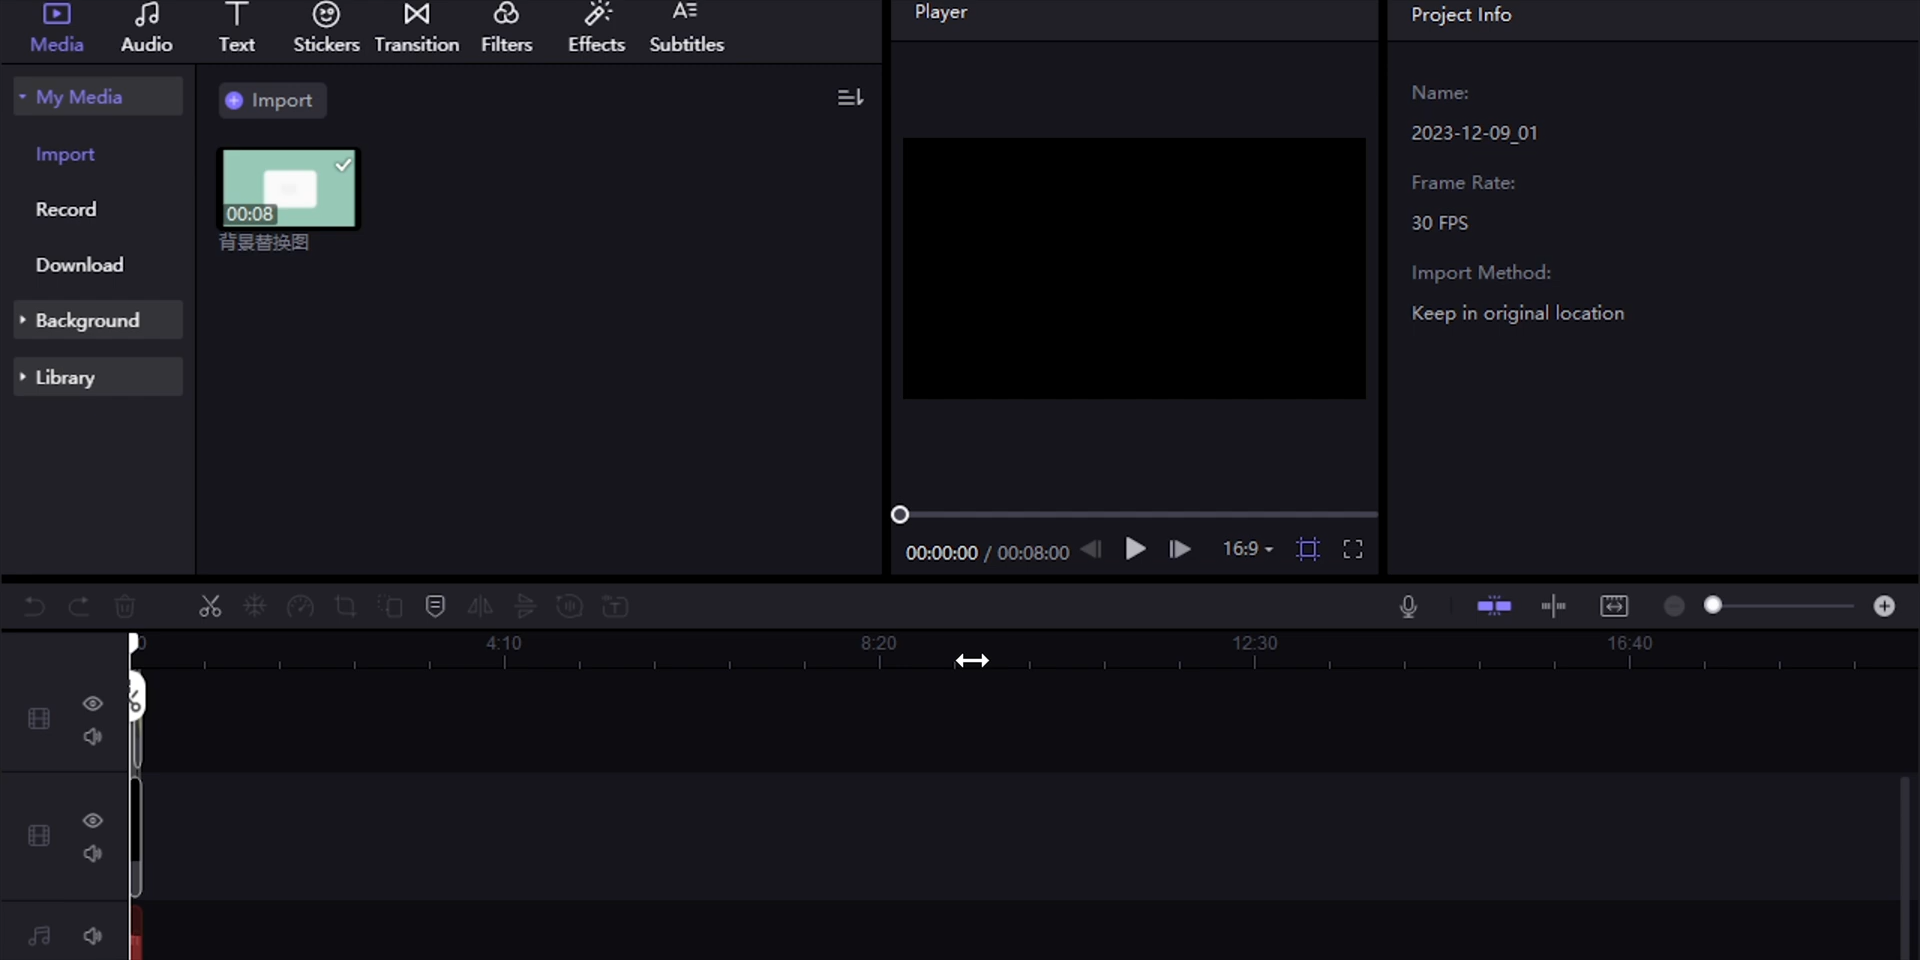 Media Audio Text Stickers Transition Filters Effects Subtitles
Player
Project Info
My Media
Import
Record
Download
Background
Library
Import
00:08
背景替换图
00:00:00 / 00:08:00
16:9
Name:
2023-12-09_01
Frame Rate:
30 FPS
Import Method:
Keep in original location
0 4:10 8:20 12:30 16:40